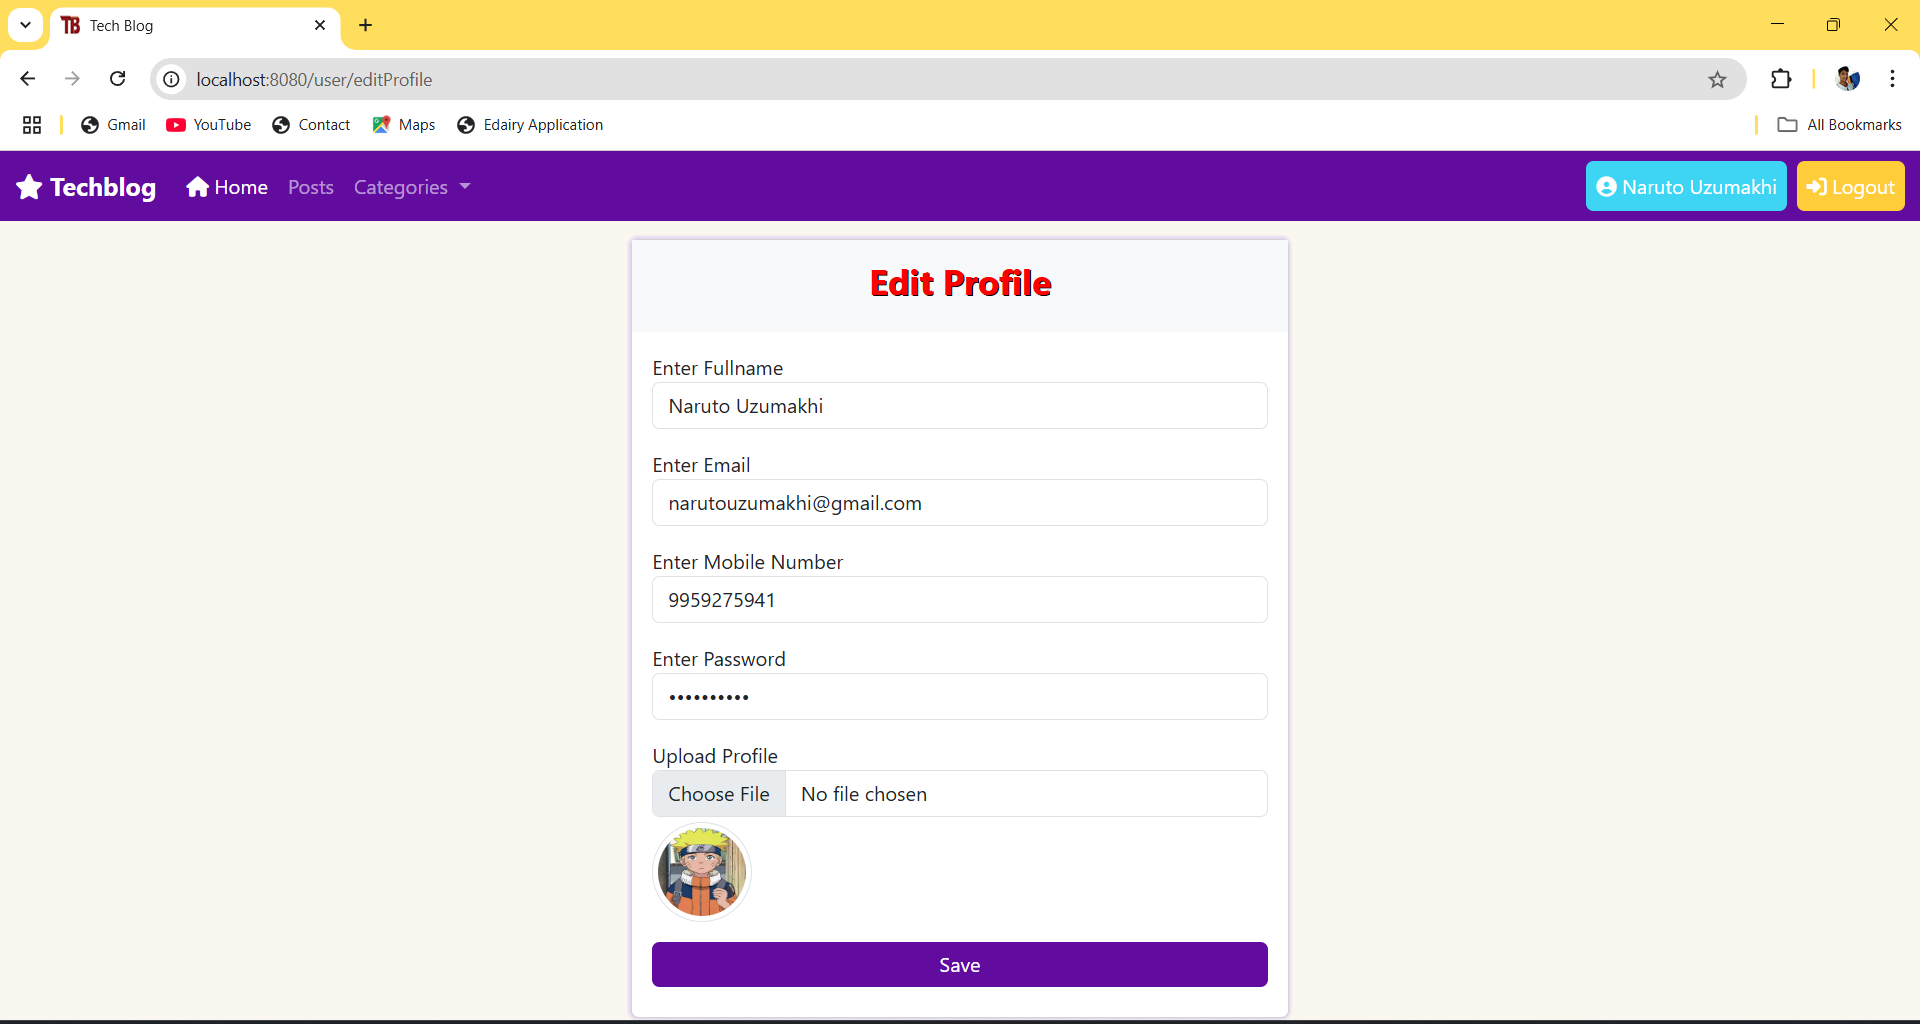 TB Tech Blog
localhost:8080/user/editProfile
Gmail YouTube Contact Maps Edairy Application All Bookmarks
Techblog Home Posts Categories Naruto Uzumakhi Logout
Edit Profile
Enter Fullname
Naruto Uzumakhi
Enter Email
narutouzumakhi@gmail.com
Enter Mobile Number
9959275941
Enter Password
••••••••••
Upload Profile
Choose File No file chosen
Save